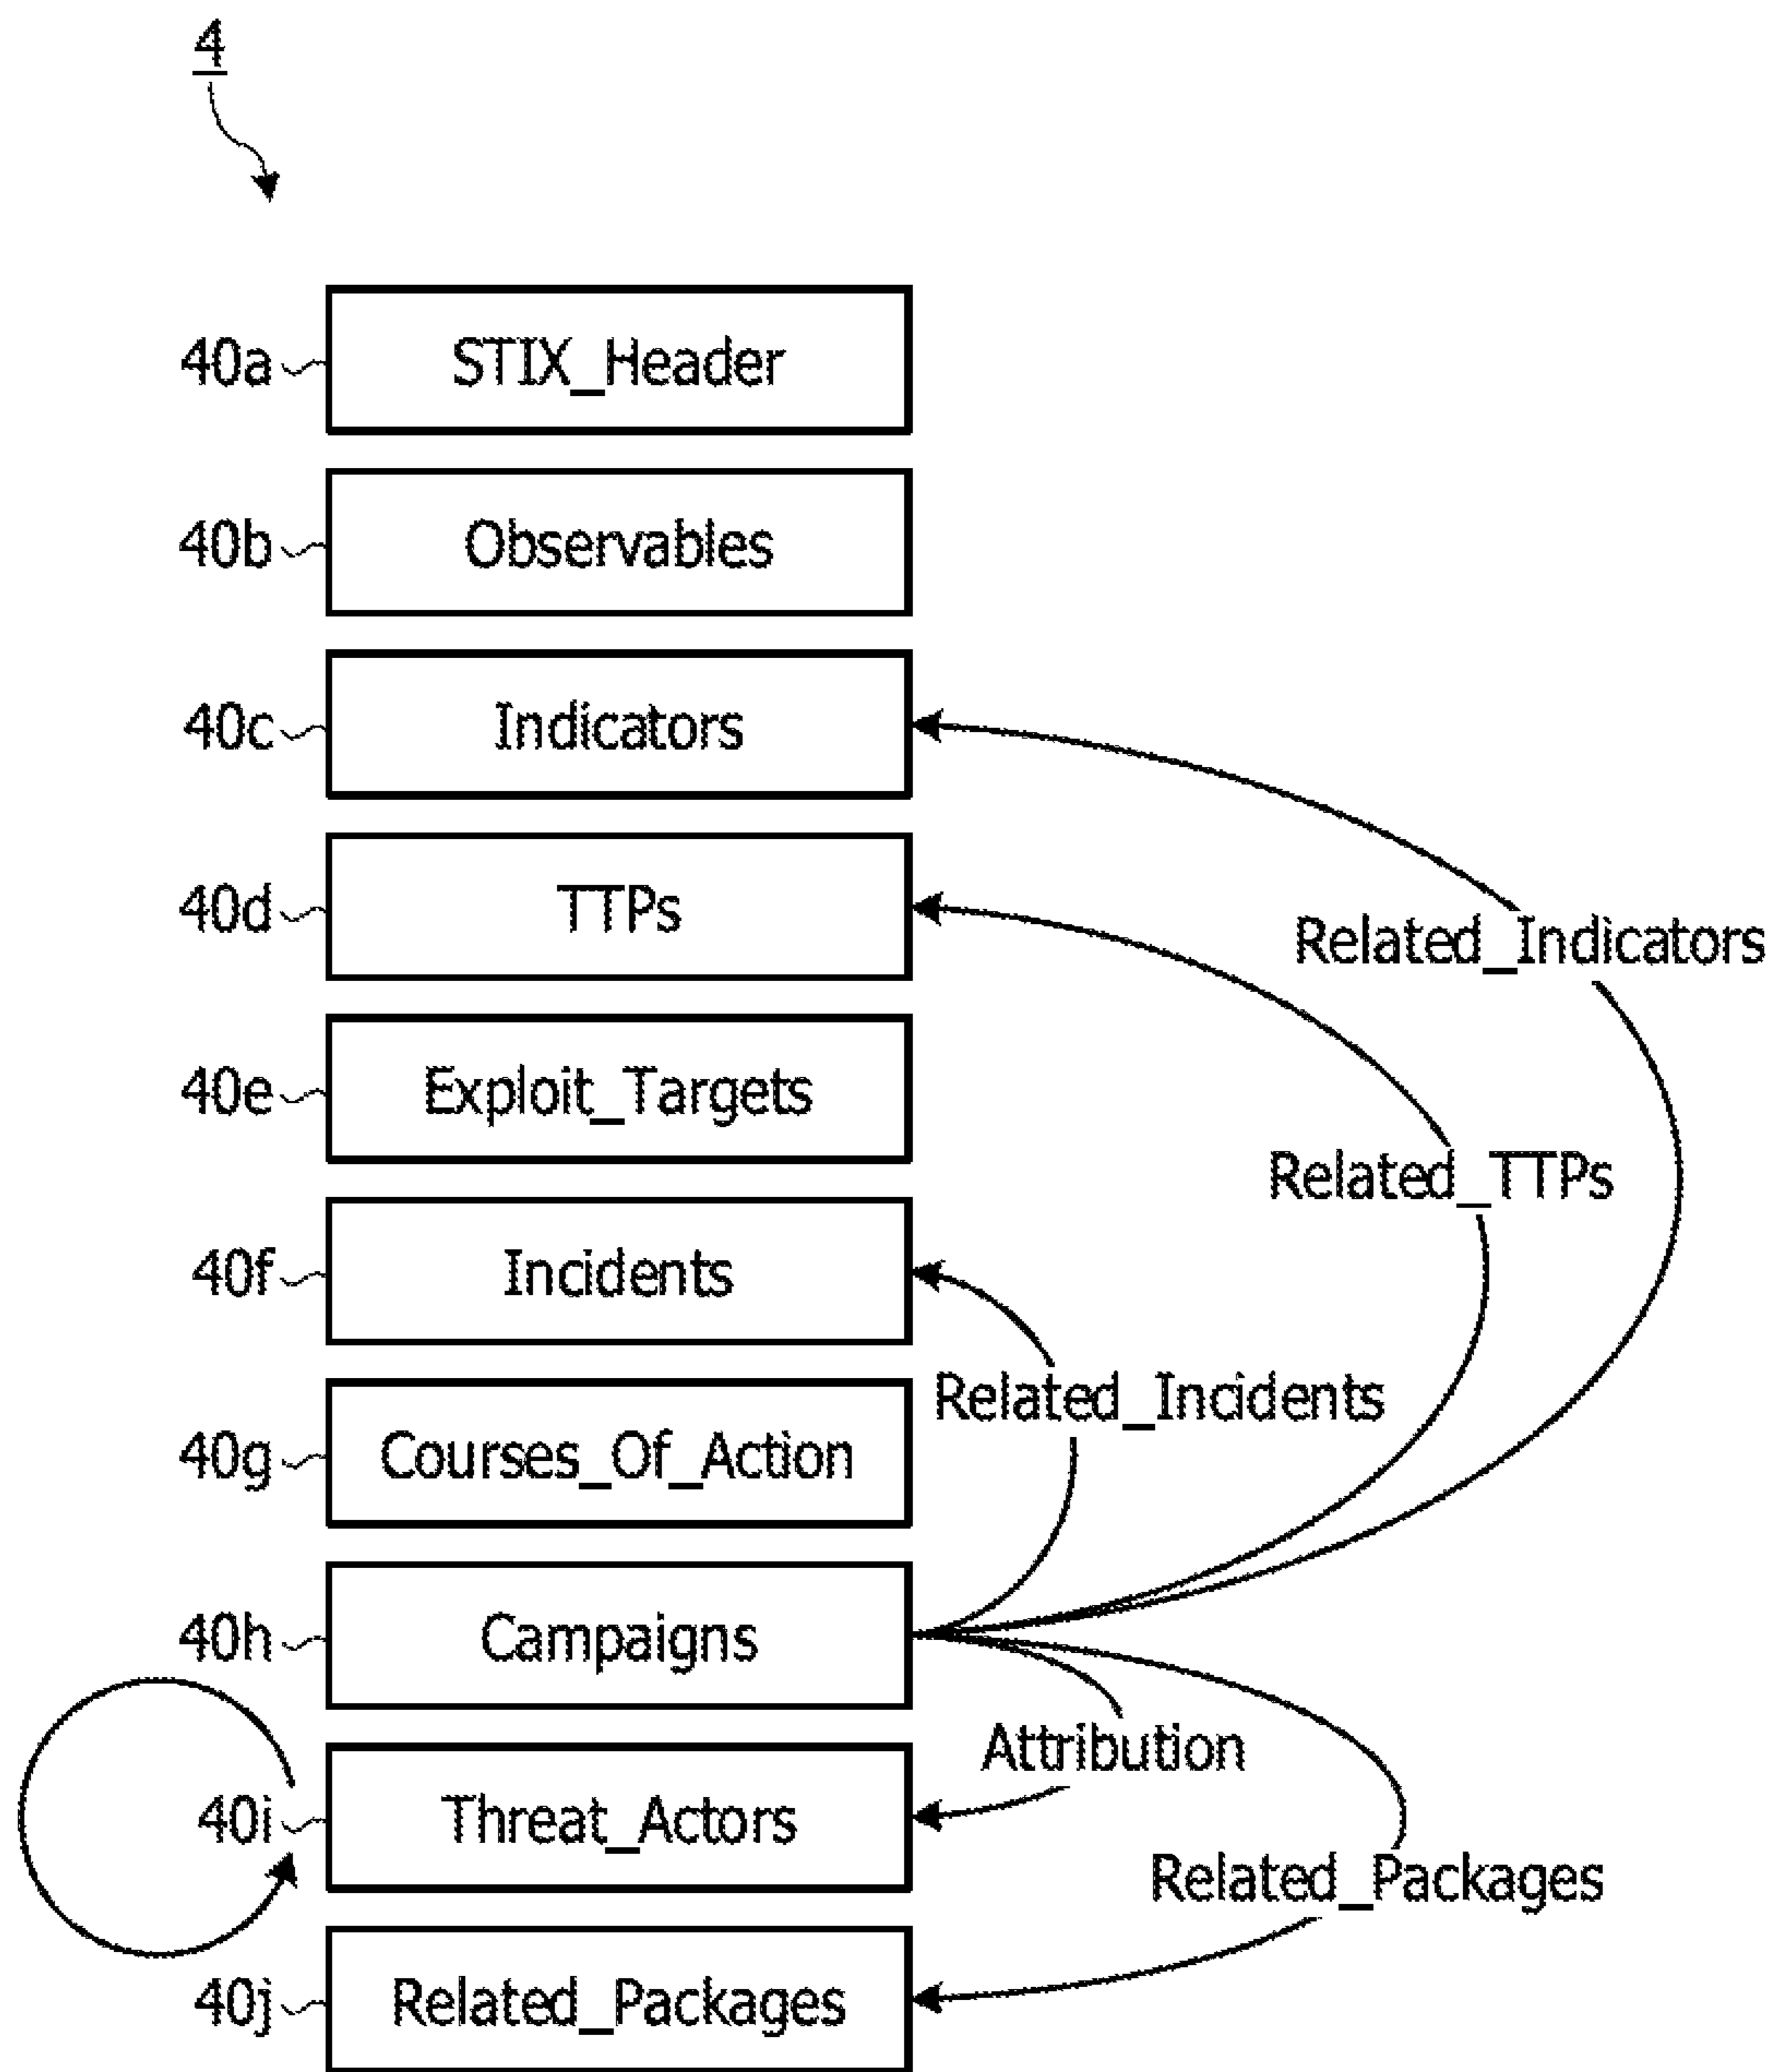 4
40a STIX_Header
40b Observables
40c Indicators
40d TTPs
Related_Indicators
40e Exploit_Targets
Related_TTPs
40f Incidents
Related_Incidents
40g Courses_Of_Action
40h Campaigns
Attribution
40i Threat_Actors
Related_Packages
40j Related_Packages